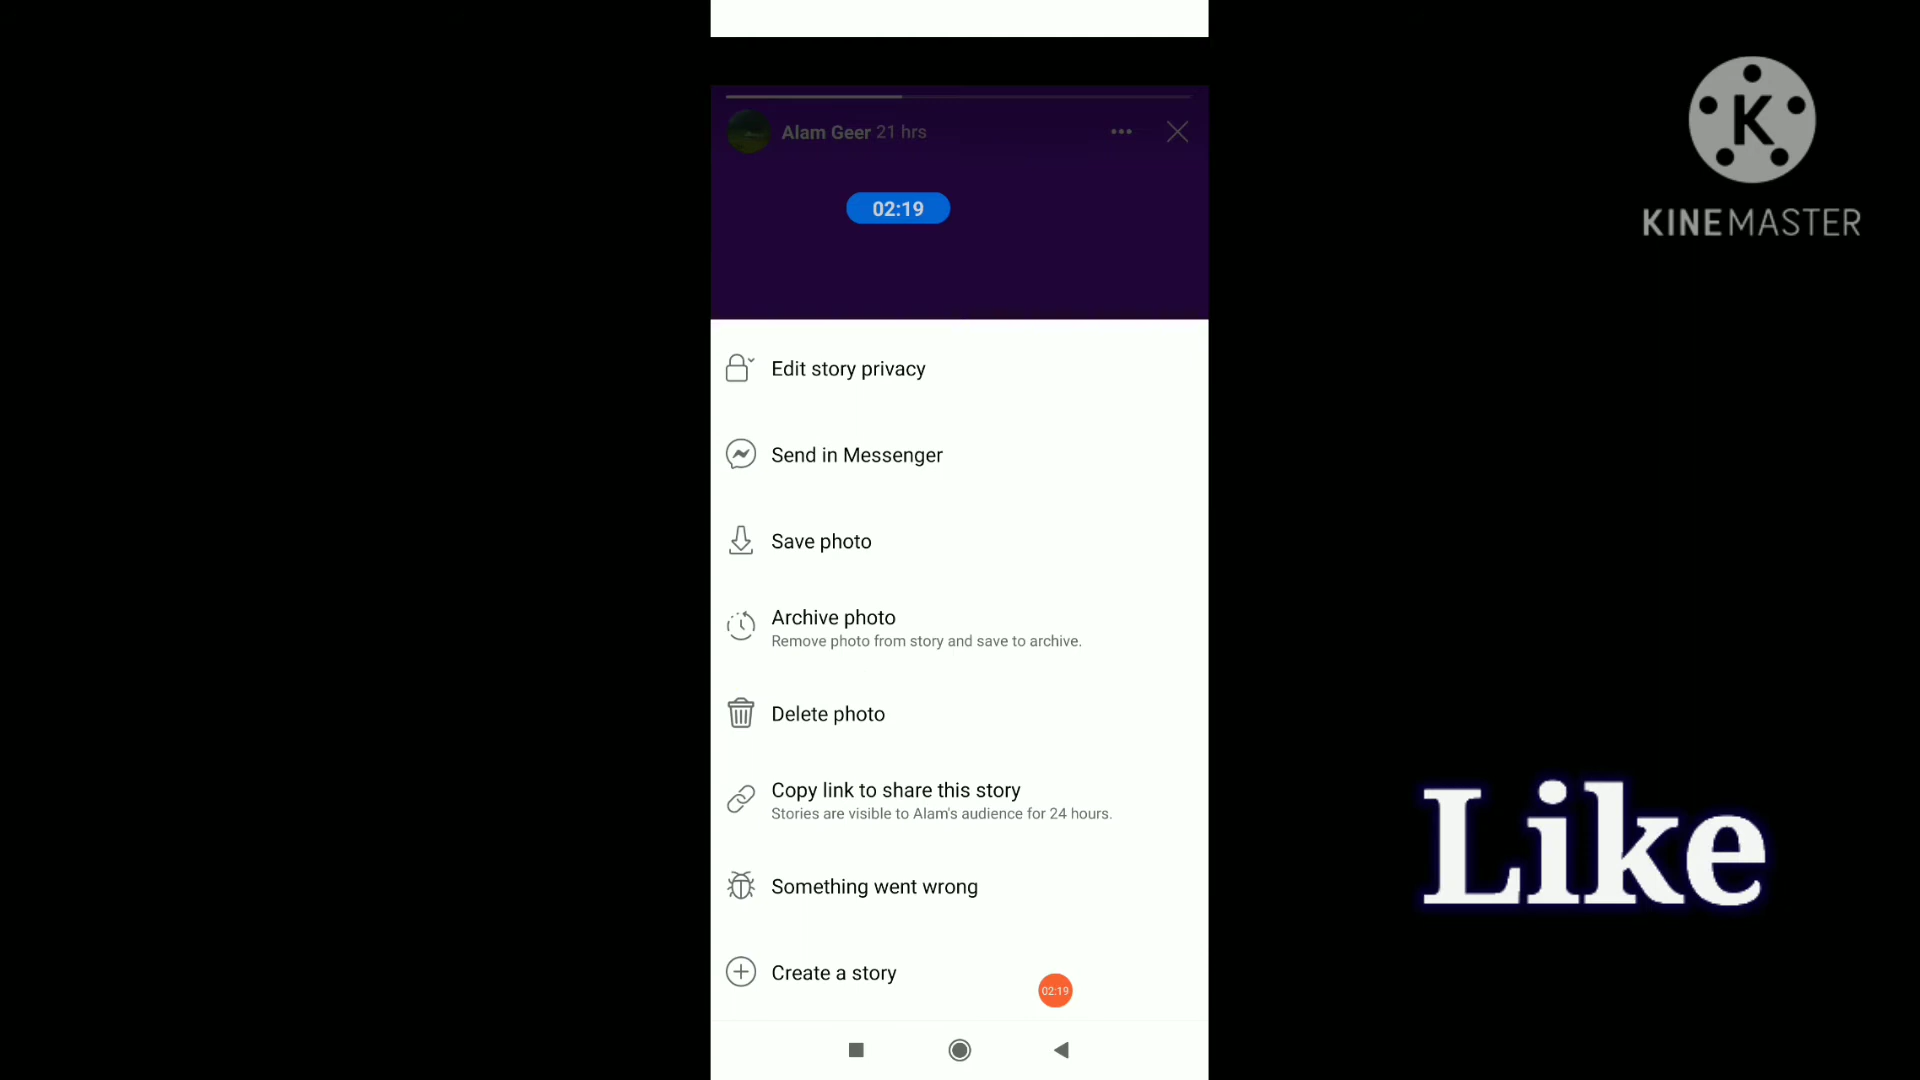 Alam Geer 21 hrs
02:19
Edit story privacy
Send in Messenger
Save photo
Archive photo
Remove photo from story and save to archive.
Delete photo
Copy link to share this story
Stories are visible to Alam's audience for 24 hours.
Something went wrong
Create a story
02:19
K
KINEMASTER
Like